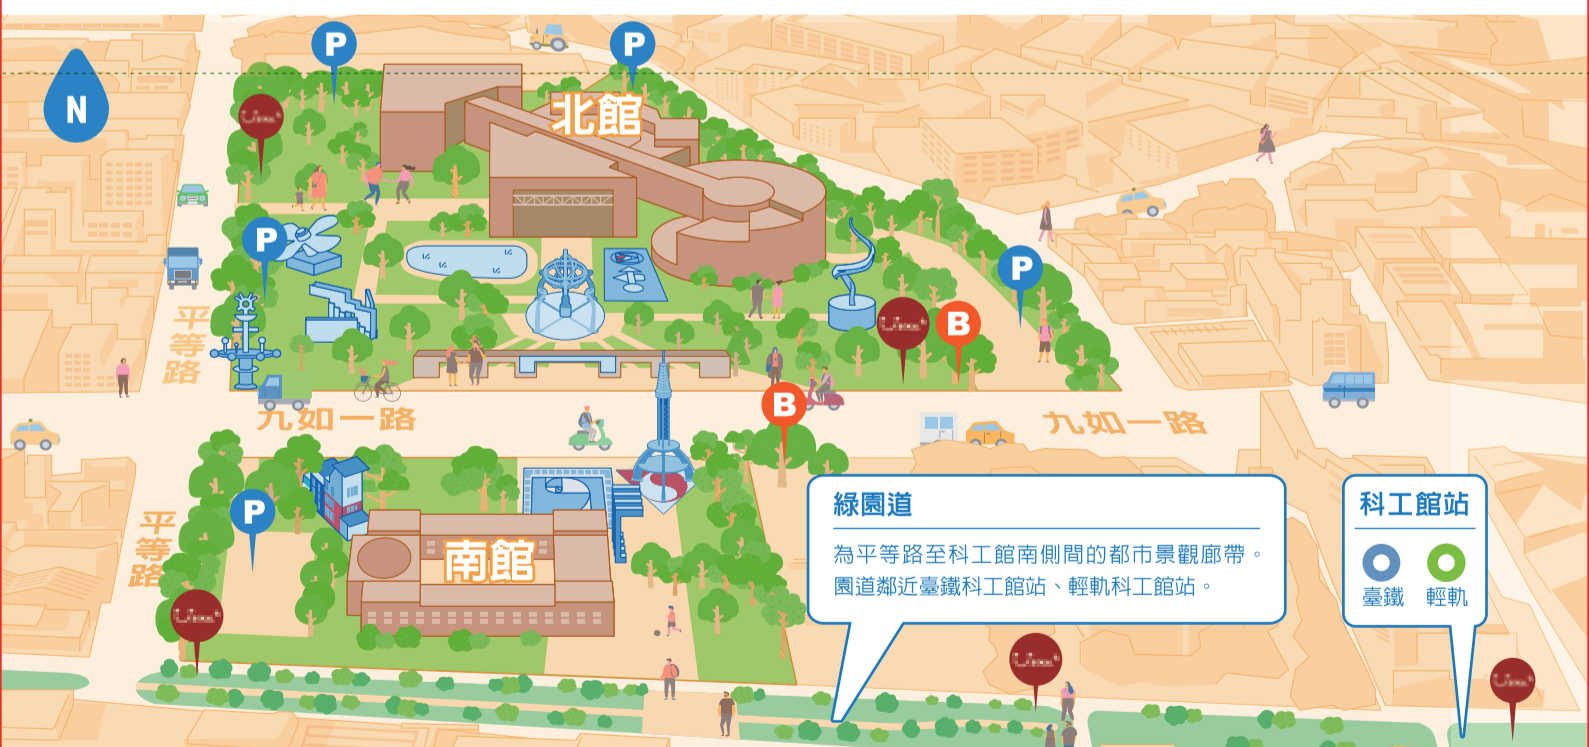 P
P
N
北館
P
P
平等路
B
B
九如一路
九如一路
P
平等路
南館
綠園道
為平等路至科工館南側間的都市景觀廊帶。
園道鄰近臺鐵科工館站、輕軌科工館站。
科工館站
臺鐵
輕軌